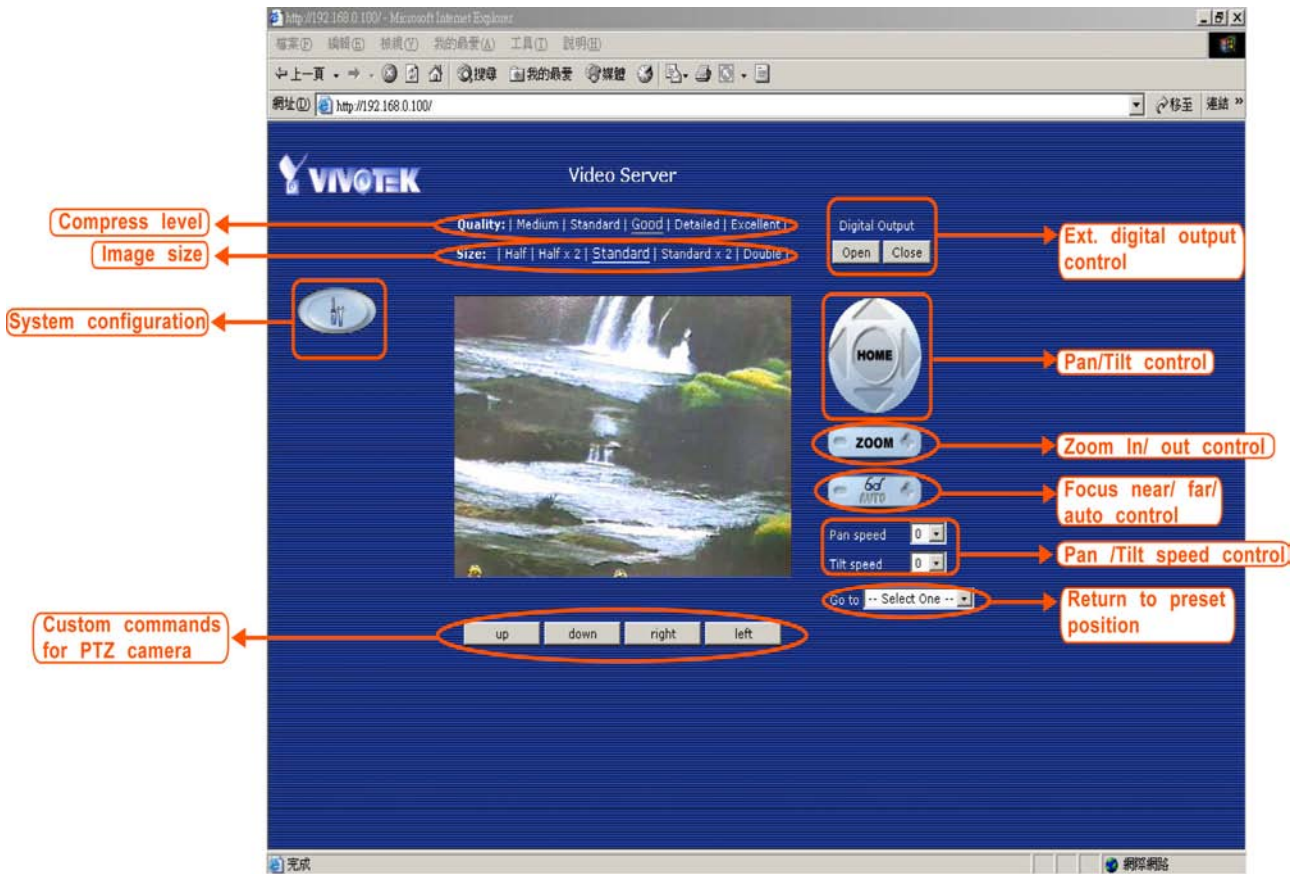 http://192.168.0.100/ - Microsoft Internet Explorer
檔案(F) 編輯(E) 檢視(V) 我的最愛(A) 工具(T) 說明(H)
上一頁 搜尋 我的最愛 媒體
網址(D) http://192.168.0.100/ 移至 連結 »
VIVOTEK
Video Server
Compress level
Quality: | Medium | Standard | Good | Detailed | Excellent |
Image size
Size: | Half | Half x 2 | Standard | Standard x 2 | Double |
Digital Output
Open Close
Ext. digital output
control
System configuration
HOME
Pan/Tilt control
ZOOM
Zoom In/ out control
AUTO
Focus near/ far/
auto control
Pan speed 0
Tilt speed 0
Pan /Tilt speed control
Go to -- Select One --
Return to preset
position
Custom commands
for PTZ camera
up down right left
完成 網際網路